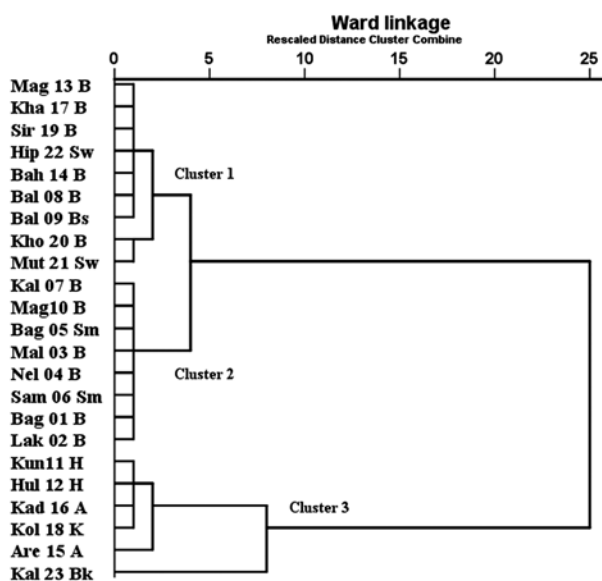 Ward linkage
Rescaled Distance Cluster Combine
0 5 10 15 20 25
Mag 13 B
Kha 17 B
Sir 19 B
Hip 22 Sw
Bah 14 B
Cluster 1
Bal 08 B
Bal 09 Bs
Kho 20 B
Mut 21 Sw
Kal 07 B
Mag10 B
Bag 05 Sm
Mal 03 B
Nel 04 B
Cluster 2
Sam 06 Sm
Bag 01 B
Lak 02 B
Kun11 H
Hul 12 H
Kad 16 A
Cluster 3
Kol 18 K
Are 15 A
Kal 23 Bk